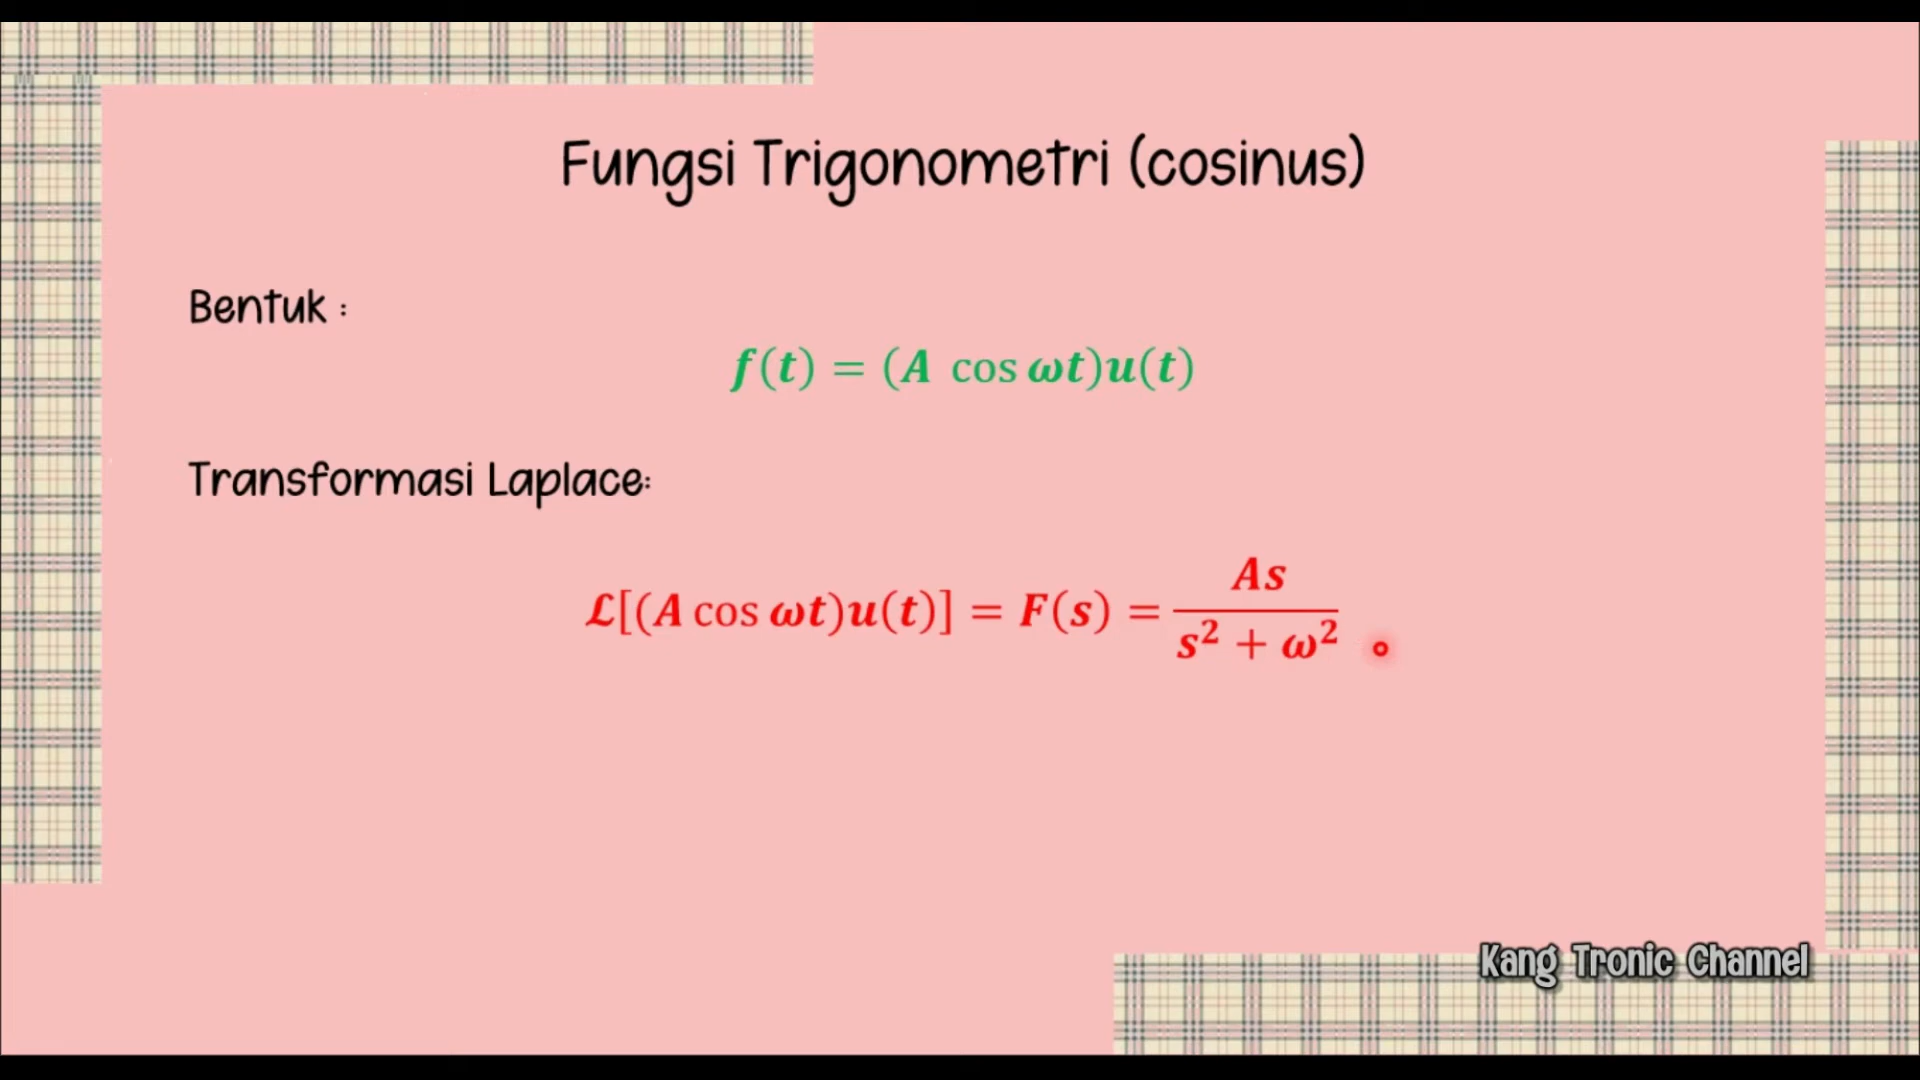 Fungsi Trigonometri (cosinus)
Bentuk :
f(t) = (A cos ωt)u(t)
Transformasi Laplace:
ℒ[(A cos ωt)u(t)] = F(s) = As / (s² + ω²)
Kang Tronic Channel